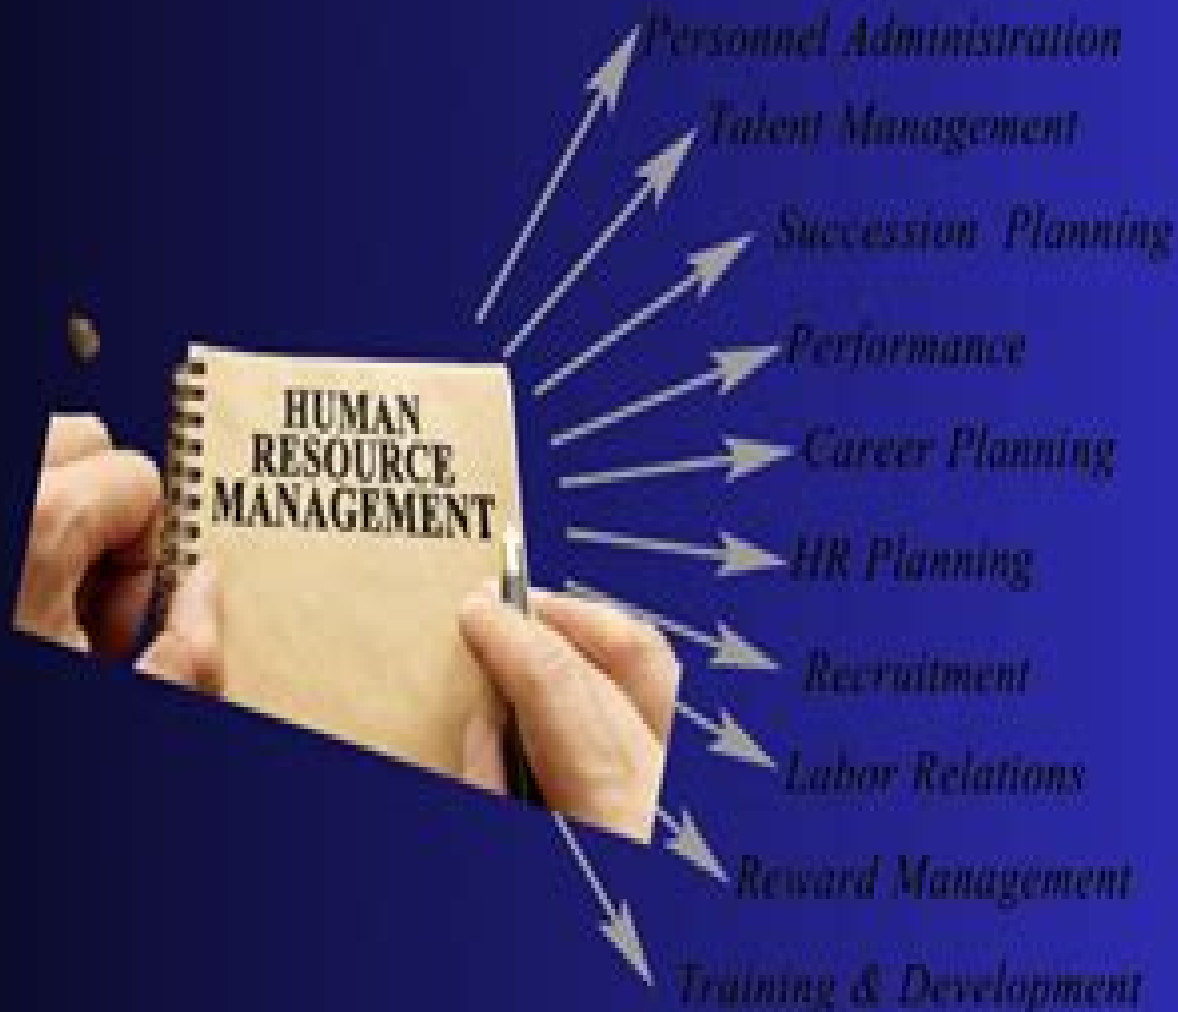 HUMAN
RESOURCE
MANAGEMENT
Personnel Administration
Talent Management
Succession Planning
Performance
Career Planning
HR Planning
Recruitment
Labor Relations
Reward Management
Training & Development